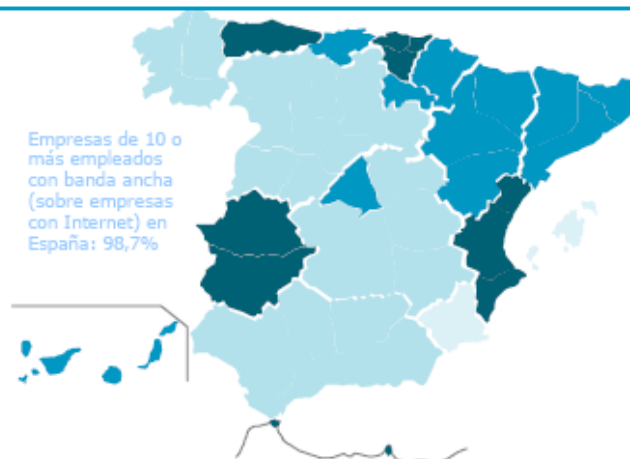 Empresas de 10 o
más empleados
con banda ancha
(sobre empresas
con Internet) en
España: 98,7%